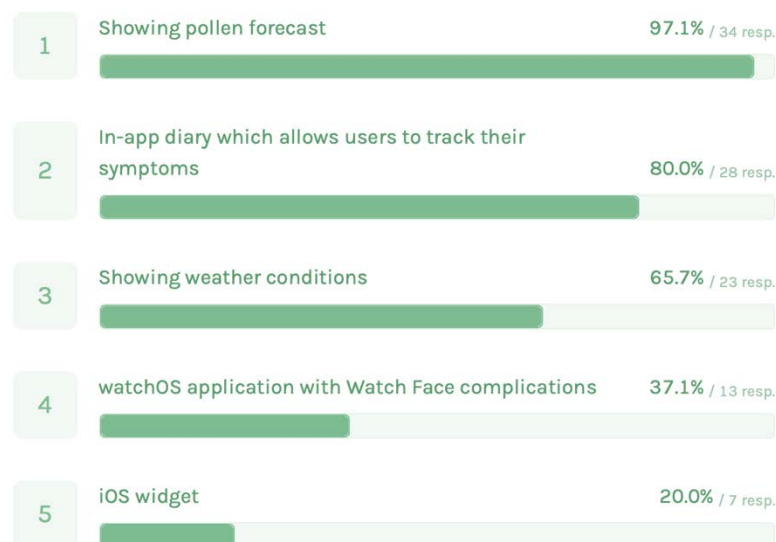 1
Showing pollen forecast
97.1% / 34 resp.
2
In-app diary which allows users to track their
symptoms
80.0% / 28 resp.
3
Showing weather conditions
65.7% / 23 resp.
4
watchOS application with Watch Face complications
37.1% / 13 resp.
5
iOS widget
20.0% / 7 resp.